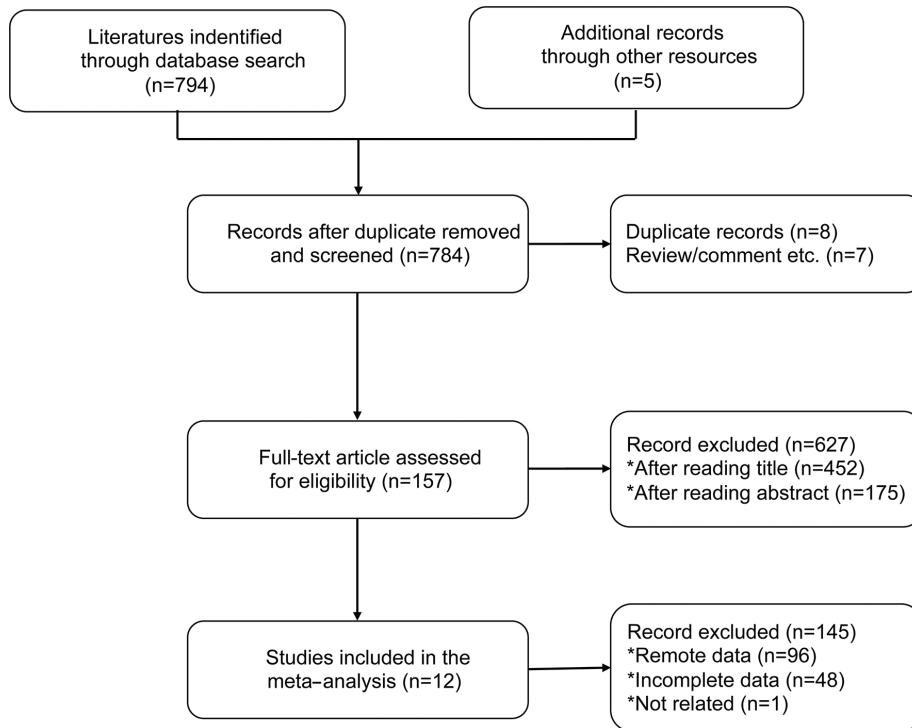 Literatures indentified
through database search
(n=794)
Additional records
through other resources
(n=5)
Records after duplicate removed
and screened (n=784)
Duplicate records (n=8)
Review/comment etc. (n=7)
Full-text article assessed
for eligibility (n=157)
Record excluded (n=627)
*After reading title (n=452)
*After reading abstract (n=175)
Studies included in the
meta-analysis (n=12)
Record excluded (n=145)
*Remote data (n=96)
*Incomplete data (n=48)
*Not related (n=1)